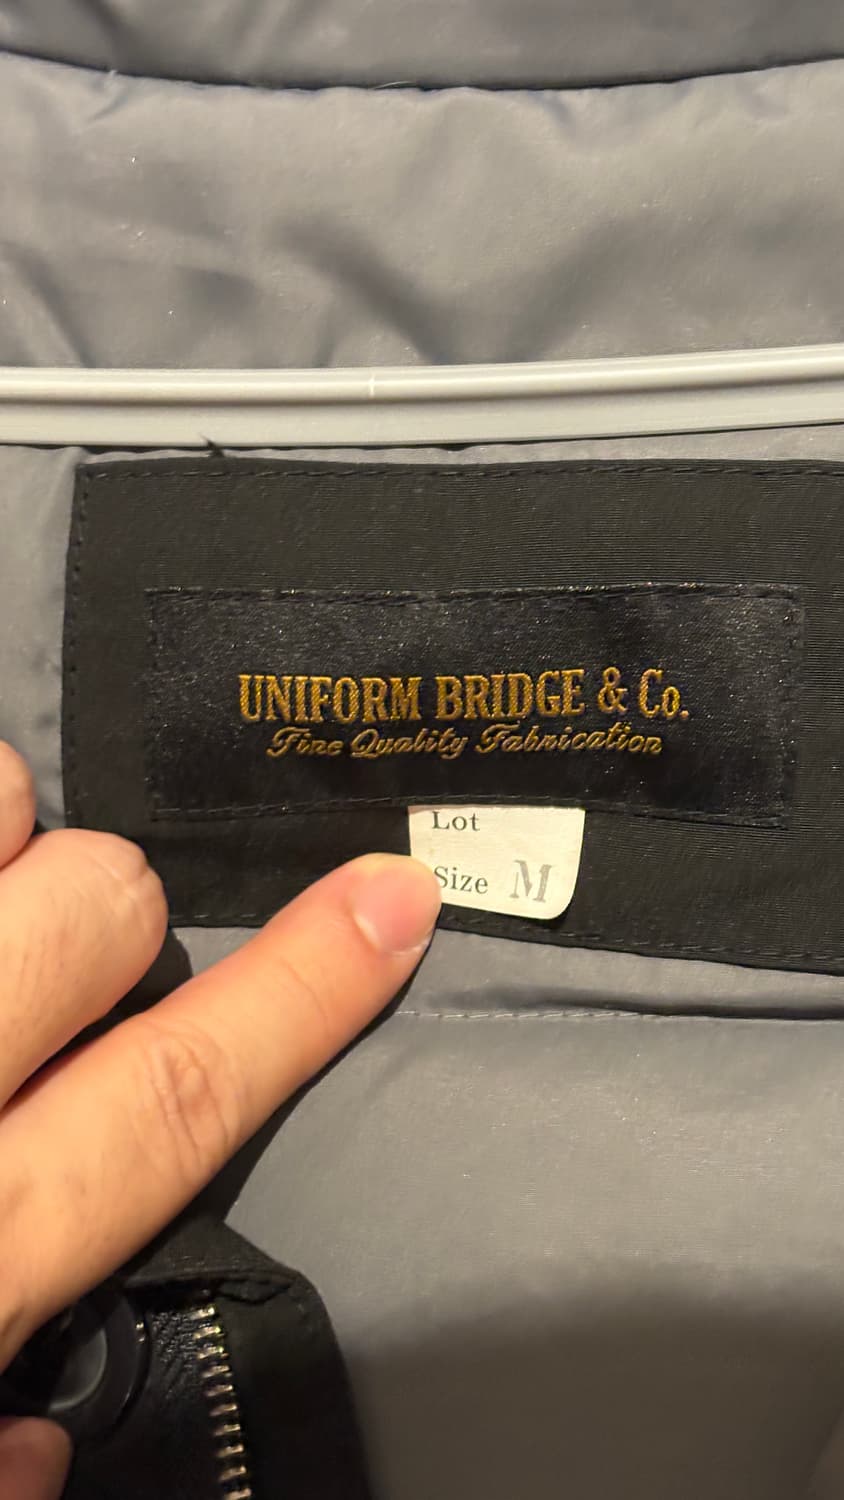 UNIFORM BRIDGE & Co.
Fine Quality Fabrication
Lot
Size M